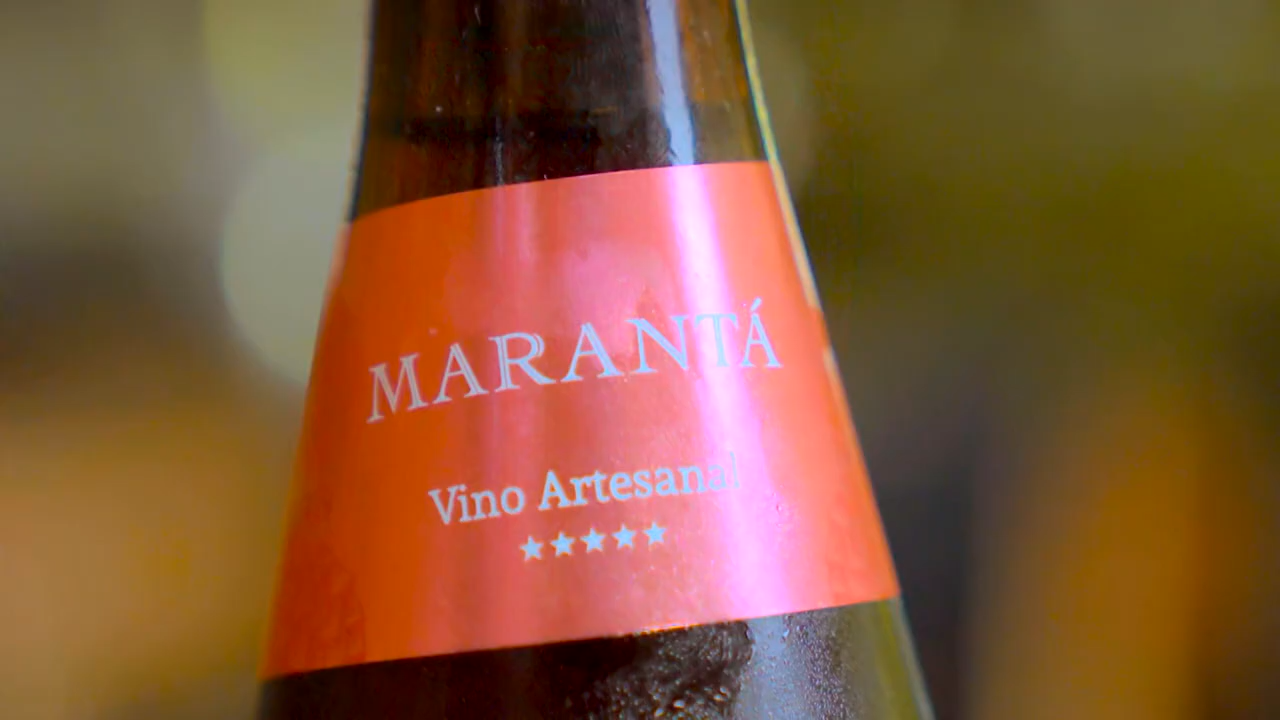 MARANTÁ
Vino Artesanal
★★★★★